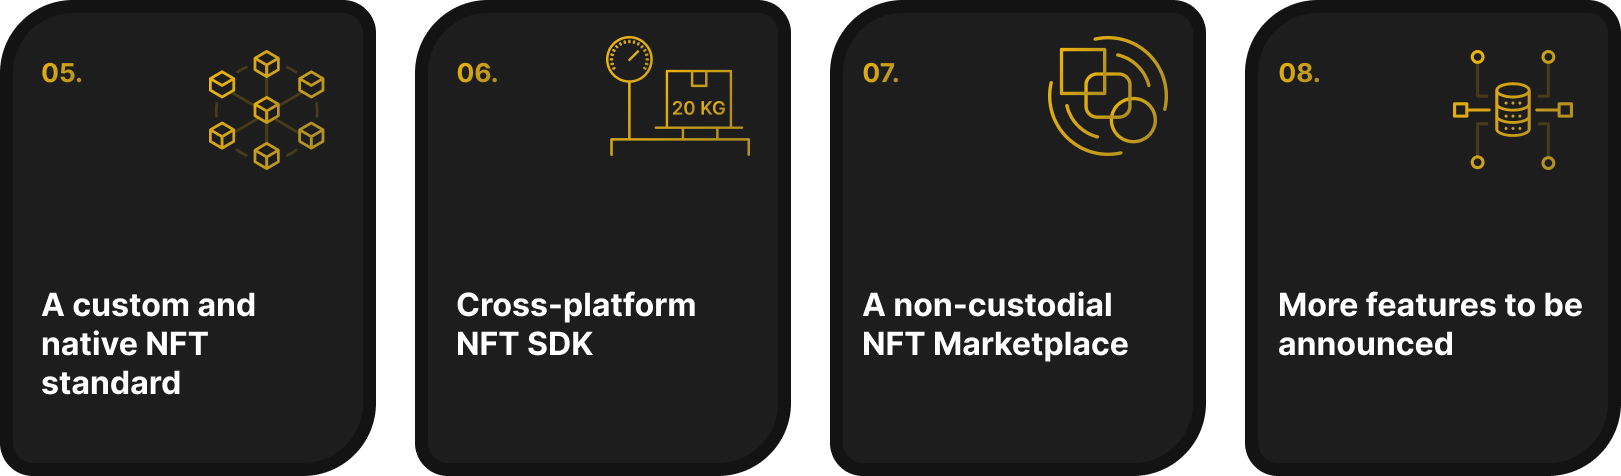 05.
A custom and
native NFT
standard
06.
20 KG
Cross-platform
NFT SDK
07.
A non-custodial
NFT Marketplace
08.
More features to be
announced